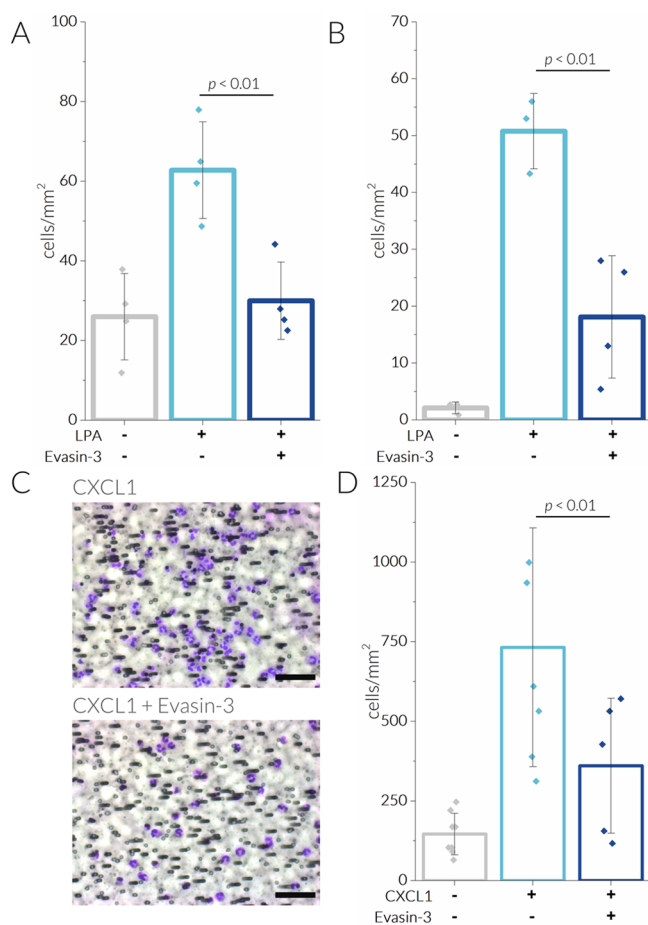 A
100
80
60
40
20
0
cells/mm²
p < 0.01
LPA - + +
Evasin-3 - - +
B
70
60
50
40
30
20
10
0
cells/mm²
p < 0.01
LPA - + +
Evasin-3 - - +
C
CXCL1
CXCL1 + Evasin-3
D
1250
1000
750
500
250
0
cells/mm²
p < 0.01
CXCL1 - + +
Evasin-3 - - +